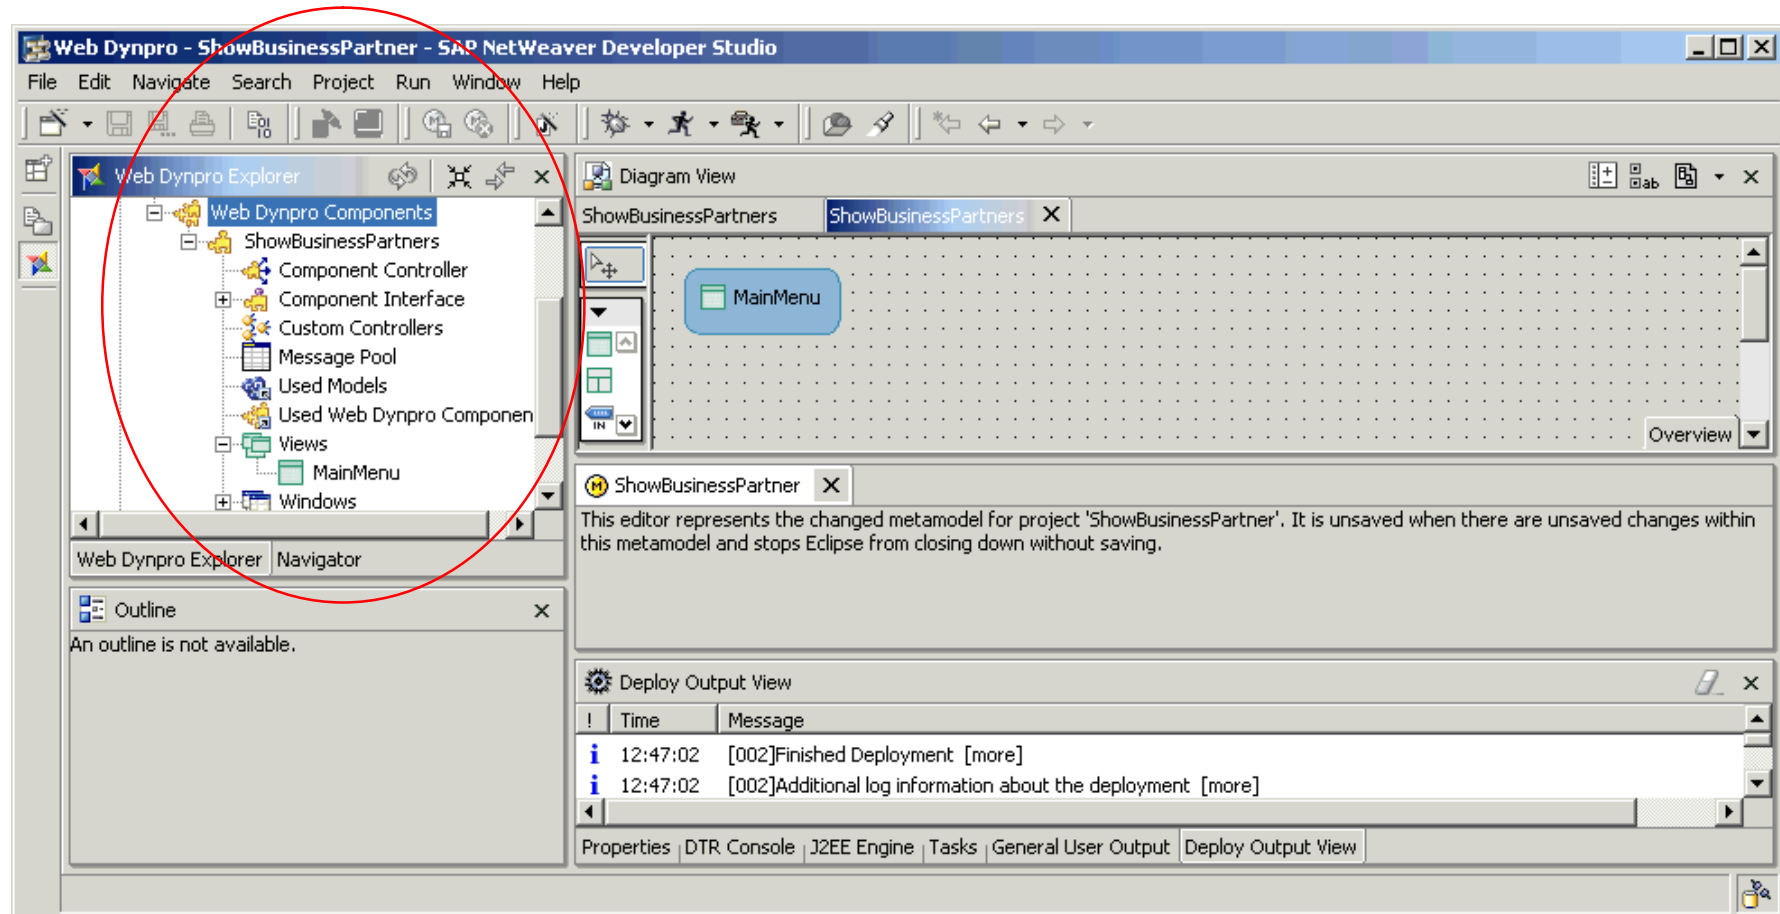 Web Dynpro - ShowBusinessPartner - SAP NetWeaver Developer Studio
File Edit Navigate Search Project Run Window Help
Web Dynpro Explorer
Web Dynpro Components
ShowBusinessPartners
Component Controller
Component Interface
Custom Controllers
Message Pool
Used Models
Used Web Dynpro Componen
Views
MainMenu
Windows
Web Dynpro Explorer Navigator
Outline
An outline is not available.
Diagram View
ShowBusinessPartners ShowBusinessPartners
MainMenu
IN
Overview
ShowBusinessPartner
This editor represents the changed metamodel for project 'ShowBusinessPartner'. It is unsaved when there are unsaved changes within
this metamodel and stops Eclipse from closing down without saving.
Deploy Output View
! Time Message
i 12:47:02 [002]Finished Deployment [more]
i 12:47:02 [002]Additional log information about the deployment [more]
Properties DTR Console J2EE Engine Tasks General User Output Deploy Output View